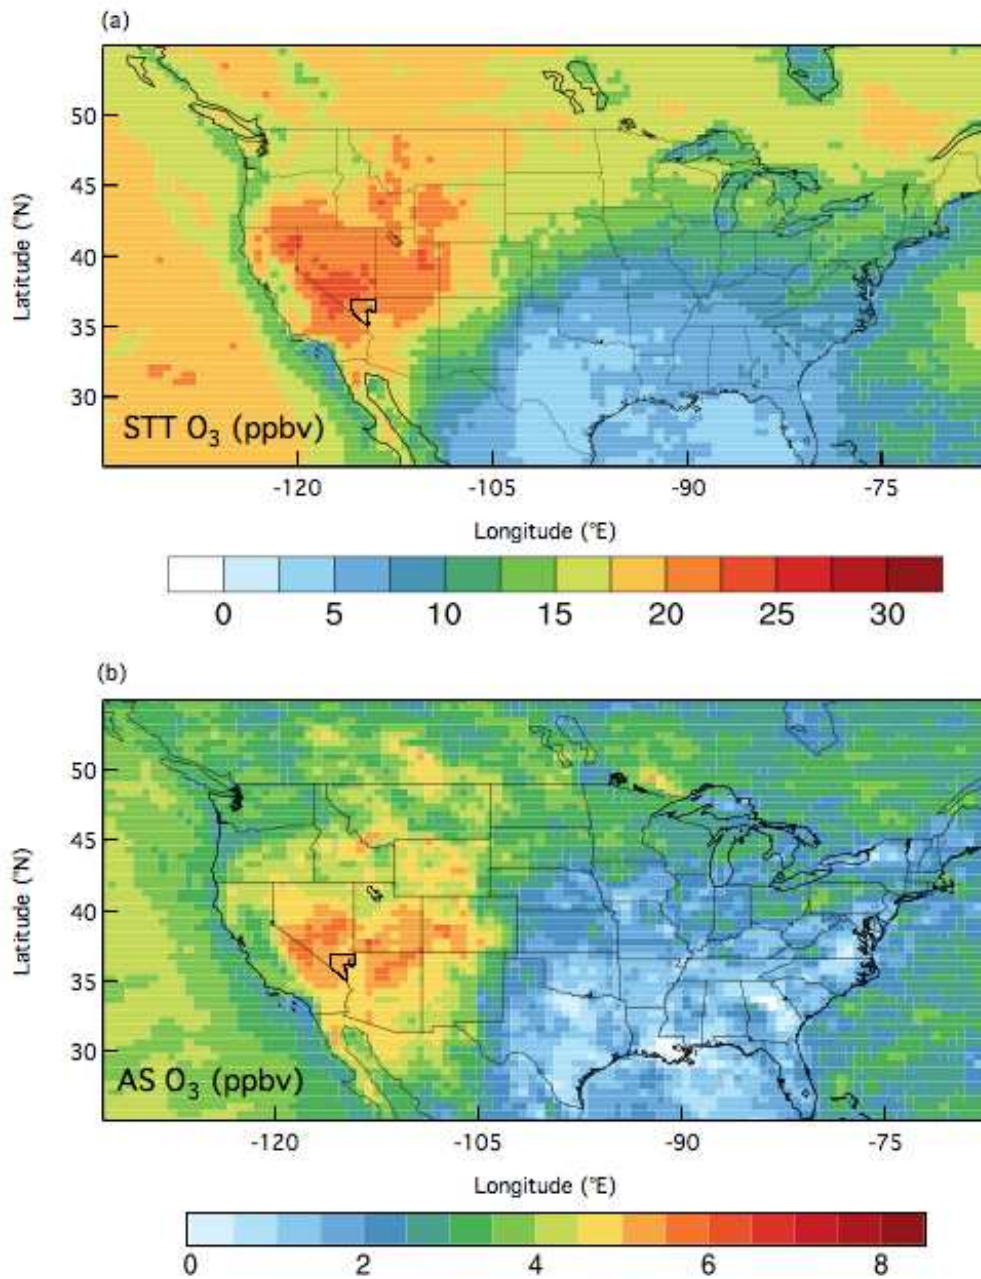 (a)
50
45
40
35
30
Latitude (°N)
STT O3 (ppbv)
-120 -105 -90 -75
Longitude (°E)
0 5 10 15 20 25 30
(b)
50
45
40
35
30
Latitude (°N)
AS O3 (ppbv)
-120 -105 -90 -75
Longitude (°E)
0 2 4 6 8